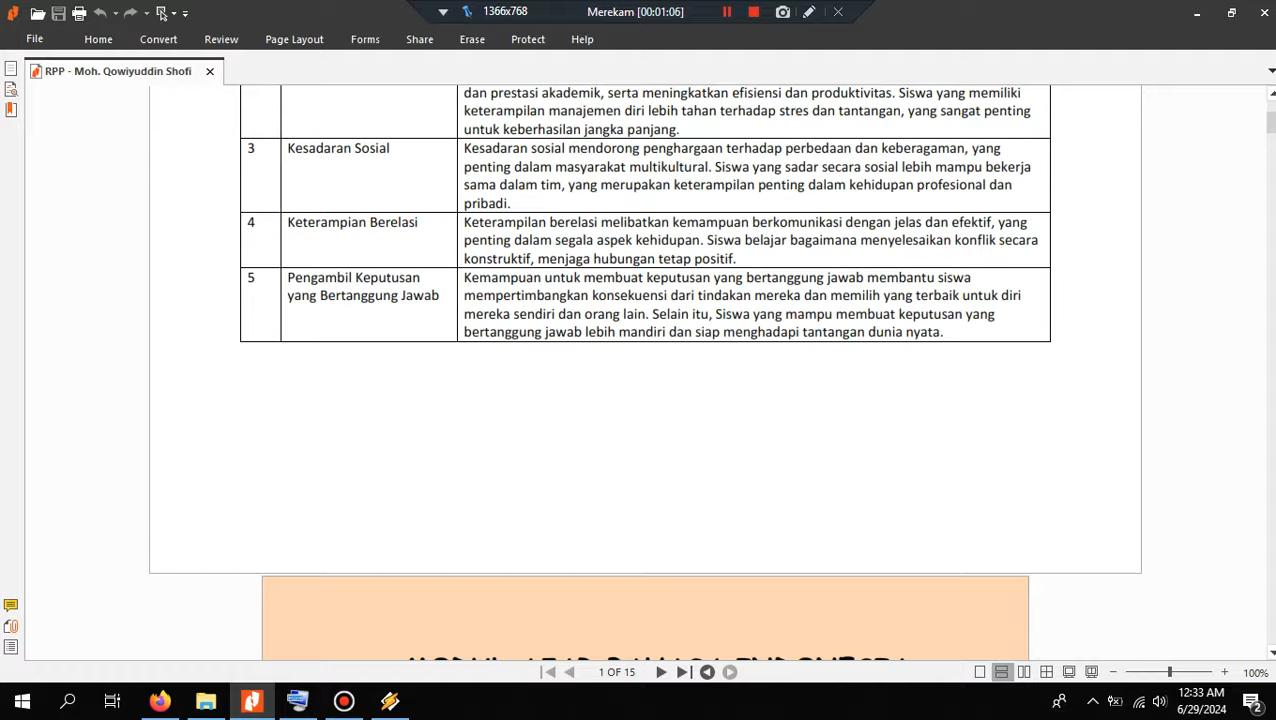 1366x768
Merekam [00:01:06]
File
Home
Convert
Review
Page Layout
Forms
Share
Erase
Protect
Help
RPP - Moh. Qowiyuddin Shofi
dan prestasi akademik, serta meningkatkan efisiensi dan produktivitas. Siswa yang memiliki
keterampilan manajemen diri lebih tahan terhadap stres dan tantangan, yang sangat penting
untuk keberhasilan jangka panjang.
3
Kesadaran Sosial
Kesadaran sosial mendorong penghargaan terhadap perbedaan dan keberagaman, yang
penting dalam masyarakat multikultural. Siswa yang sadar secara sosial lebih mampu bekerja
sama dalam tim, yang merupakan keterampilan penting dalam kehidupan profesional dan
pribadi.
4
Keterampian Berelasi
Keterampilan berelasi melibatkan kemampuan berkomunikasi dengan jelas dan efektif, yang
penting dalam segala aspek kehidupan. Siswa belajar bagaimana menyelesaikan konflik secara
konstruktif, menjaga hubungan tetap positif.
5
Pengambil Keputusan
yang Bertanggung Jawab
Kemampuan untuk membuat keputusan yang bertanggung jawab membantu siswa
mempertimbangkan konsekuensi dari tindakan mereka dan memilih yang terbaik untuk diri
mereka sendiri dan orang lain. Selain itu, Siswa yang mampu membuat keputusan yang
bertanggung jawab lebih mandiri dan siap menghadapi tantangan dunia nyata.
1 OF 15
100%
12:33 AM
6/29/2024
2